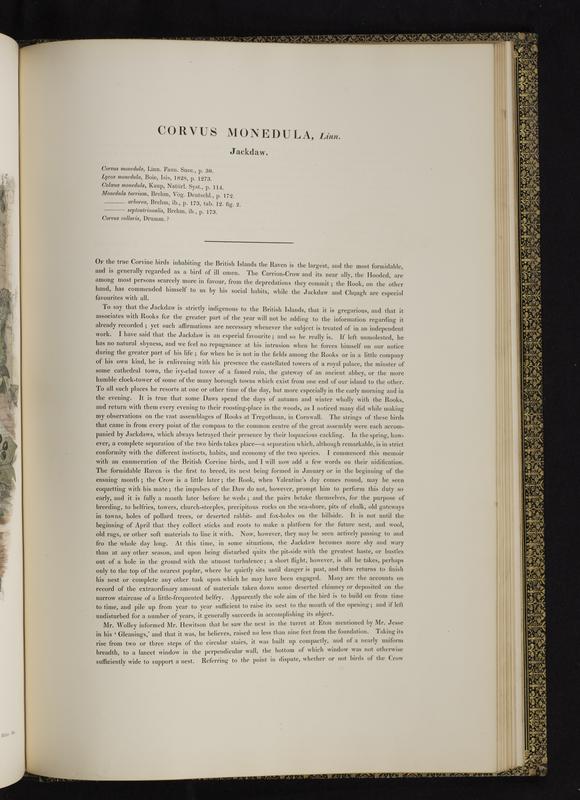 CORVUS MONEDULA, Linn.
Jackdaw.
Corvus monedula, Linn. Faun. Suec., p. 30.
Lycos monedula, Boie, Isis, 1828, p. 1273.
Colæus monedula, Kaup, Natürl. Syst., p. 114.
Monedula turrium, Brehm, Vög. Deutschl., p. 172.
——— arborea, Brehm, ib., p. 173, tab. 12. fig. 2.
——— septentrionalis, Brehm, ib., p. 173.
Corvus collaris, Drumm.?
Of the true Corvine birds inhabiting the British Islands the Raven is the largest, and the most formidable,
and is generally regarded as a bird of ill omen. The Carrion-Crow and its near ally, the Hooded, are
among most persons scarcely more in favour, from the depredations they commit; the Rook, on the other
hand, has commended himself to us by his social habits, while the Jackdaw and Chough are especial
favourites with all.
To say that the Jackdaw is strictly indigenous to the British Islands, that it is gregarious, and that it
associates with Rooks for the greater part of the year will not be adding to the information regarding it
already recorded; yet such affirmations are necessary whenever the subject is treated of in an independent
work. I have said that the Jackdaw is an especial favourite; and so he really is. If left unmolested, he
has no natural shyness, and we feel no repugnance at his intrusion when he forces himself on our notice
during the greater part of his life; for when he is not in the fields among the Rooks or in a little company
of his own kind, he is enlivening with his presence the castellated towers of a royal palace, the minster of
some cathedral town, the ivy-clad tower of a famed ruin, the gateway of an ancient abbey, or the more
humble clock-tower of some of the many borough towns which exist from one end of our island to the other.
To all such places he resorts at one or other time of the day, but more especially in the early morning and in
the evening. It is true that some Daws spend the days of autumn and winter wholly with the Rooks,
and return with them every evening to their roosting-place in the woods, as I noticed many did while making
my observations on the vast assemblages of Rooks at Tregothnan, in Cornwall. The strings of these birds
that came in from every point of the compass to the common centre of the great assembly were each accom-
panied by Jackdaws, which always betrayed their presence by their loquacious cackling. In the spring, how-
ever, a complete separation of the two birds takes place—a separation which, although remarkable, is in strict
conformity with the different instincts, habits, and economy of the two species. I commenced this memoir
with an enumeration of the British Corvine birds, and I will now add a few words on their nidification.
The formidable Raven is the first to breed, its nest being formed in January or in the beginning of the
ensuing month; the Crow is a little later; the Rook, when Valentine's day comes round, may be seen
coquetting with his mate; the impulses of the Daw do not, however, prompt him to perform this duty so
early, and it is fully a month later before he weds; and the pairs betake themselves, for the purpose of
breeding, to belfries, towers, church-steeples, precipitous rocks on the sea-shore, pits of chalk, old gateways
in towns, holes of pollard trees, or deserted rabbit- and fox-holes on the hillside. It is not until the
beginning of April that they collect sticks and roots to make a platform for the future nest, and wool,
old rags, or other soft materials to line it with. Now, however, they may be seen actively passing to and
fro the whole day long. At this time, in some situations, the Jackdaw becomes more shy and wary
than at any other season, and upon being disturbed quits the pit-side with the greatest haste, or bustles
out of a hole in the ground with the utmost turbulence; a short flight, however, is all he takes, perhaps
only to the top of the nearest poplar, where he quietly sits until danger is past, and then returns to finish
his nest or complete any other task upon which he may have been engaged. Many are the accounts on
record of the extraordinary amount of materials taken down some deserted chimney or deposited on the
narrow staircase of a little-frequented belfry. Apparently the sole aim of the bird is to build on from time
to time, and pile up from year to year sufficient to raise its nest to the mouth of the opening; and if left
undisturbed for a number of years, it generally succeeds in accomplishing its object.
Mr. Wolley informed Mr. Hewitson that he saw the nest in the turret at Eton mentioned by Mr. Jesse
in his 'Gleanings,' and that it was, he believes, raised no less than nine feet from the foundation. Taking its
rise from two or three steps of the circular stairs, it was built up compactly, and of a nearly uniform
breadth, to a lancet window in the perpendicular wall, the bottom of which window was not otherwise
sufficiently wide to support a nest. Referring to the point in dispute, whether or not birds of the Crow